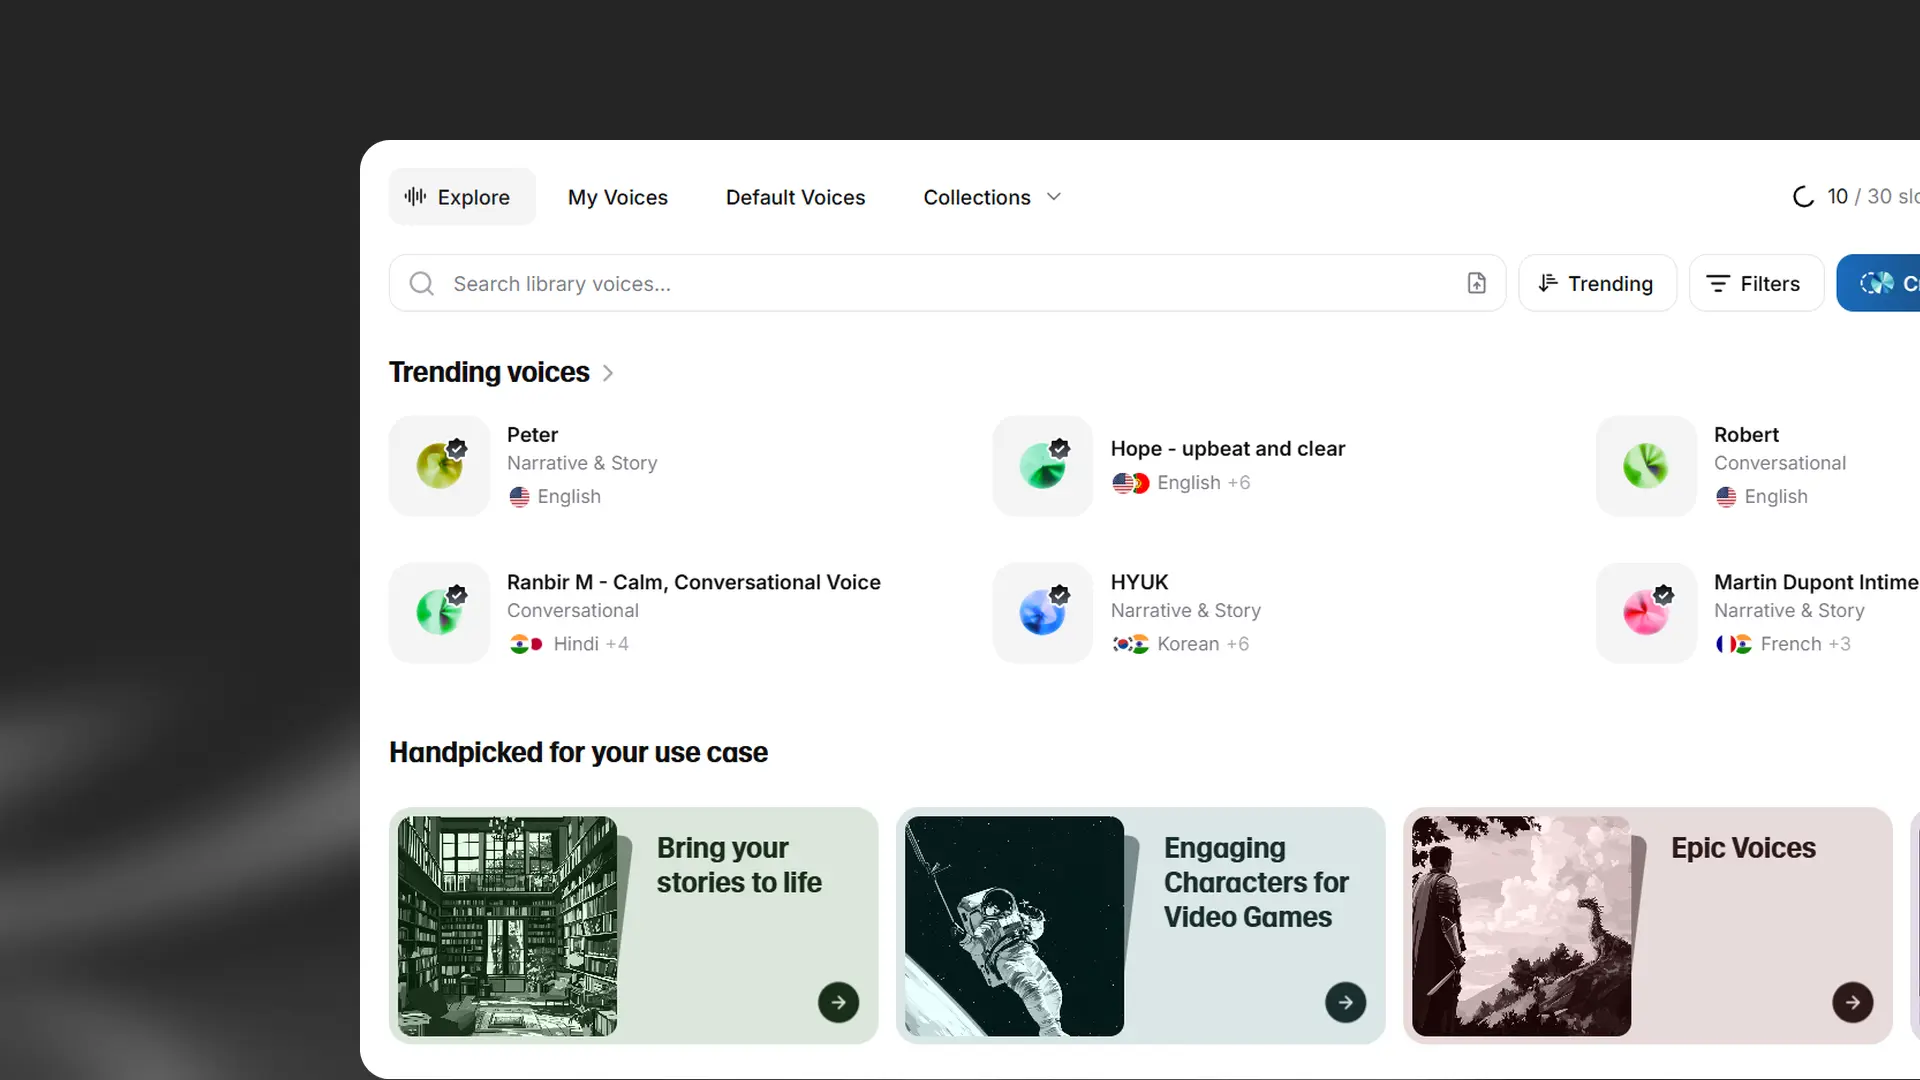 Explore
My Voices
Default Voices
Collections
10 / 30
Search library voices...
Trending
Filters
Trending voices
Peter
Narrative & Story
English
Hope - upbeat and clear
English +6
Robert
Conversational
English
Ranbir M - Calm, Conversational Voice
Conversational
Hindi +4
HYUK
Narrative & Story
Korean +6
Martin Dupont Intime
Narrative & Story
French +3
Handpicked for your use case
Bring your
stories to life
Engaging
Characters for
Video Games
Epic Voices